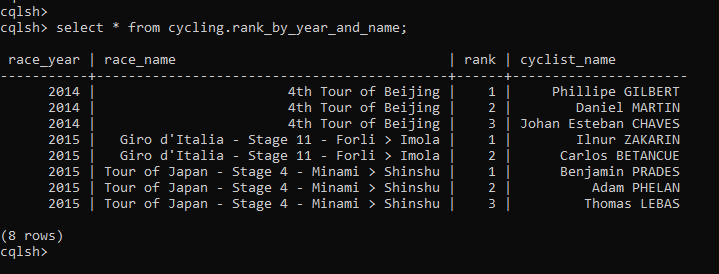 cqlsh>
cqlsh> select * from cycling.rank_by_year_and_name;
 race_year | race_name                                  | rank | cyclist_name
-----------+--------------------------------------------+------+----------------------
      2014 |                        4th Tour of Beijing |    1 |    Phillipe GILBERT
      2014 |                        4th Tour of Beijing |    2 |       Daniel MARTIN
      2014 |                        4th Tour of Beijing |    3 | Johan Esteban CHAVES
      2015 |   Giro d'Italia - Stage 11 - Forli > Imola |    1 |       Ilnur ZAKARIN
      2015 |   Giro d'Italia - Stage 11 - Forli > Imola |    2 |     Carlos BETANCUE
      2015 | Tour of Japan - Stage 4 - Minami > Shinshu |    1 |     Benjamin PRADES
      2015 | Tour of Japan - Stage 4 - Minami > Shinshu |    2 |         Adam PHELAN
      2015 | Tour of Japan - Stage 4 - Minami > Shinshu |    3 |        Thomas LEBAS
(8 rows)
cqlsh>